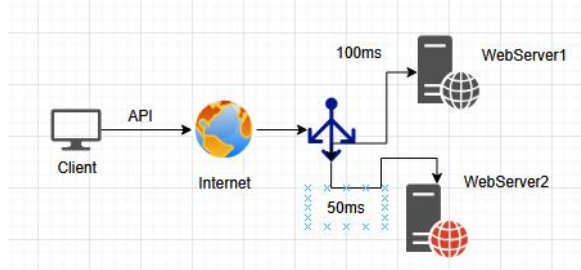 100ms
WebServer1
API
Client
Internet
WebServer2
50ms